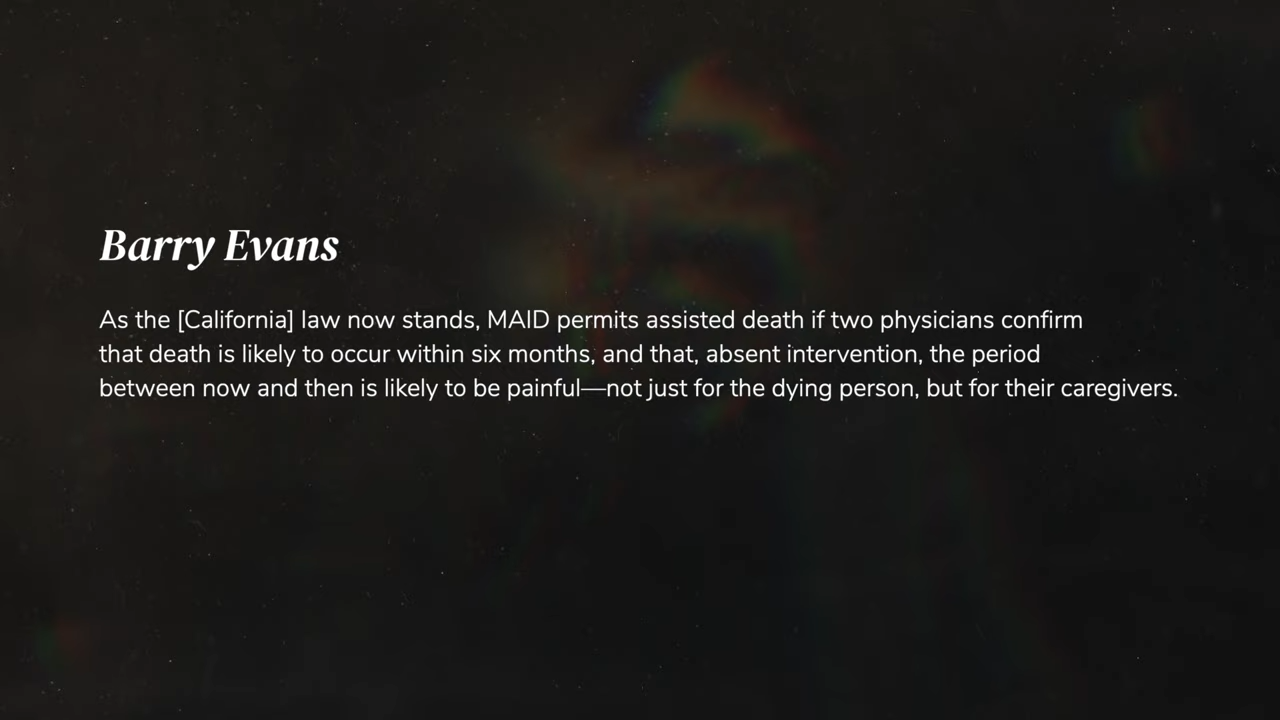 Barry Evans
As the [California] law now stands, MAID permits assisted death if two physicians confirm
that death is likely to occur within six months, and that, absent intervention, the period
between now and then is likely to be painful—not just for the dying person, but for their caregivers.